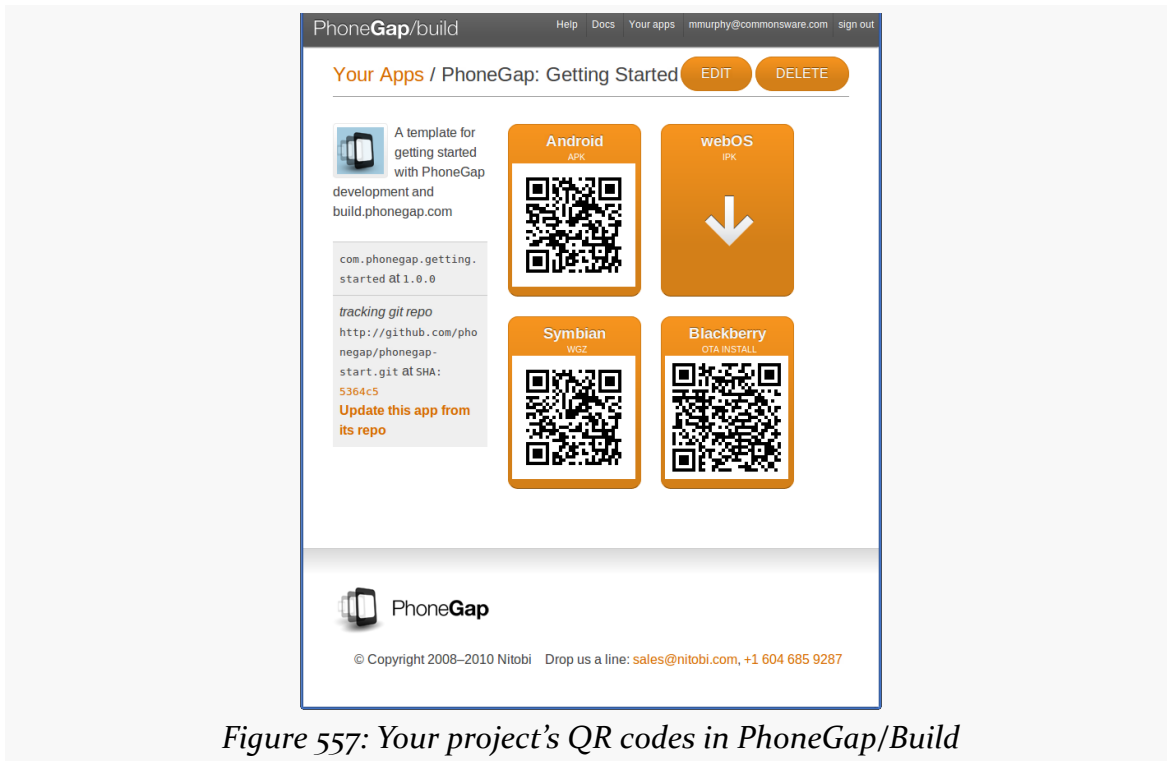 PhoneGap/build
Help Docs Your apps mmurphy@commonsware.com sign out
Your Apps / PhoneGap: Getting Started
EDIT DELETE
A template for
getting started
with PhoneGap
development and
build.phonegap.com
com.phonegap.getting.
started at 1.0.0
tracking git repo
http://github.com/pho
negap/phonegap-
start.git at SHA:
5364c5
Update this app from
its repo
Android
APK
webOS
IPK
Symbian
WGZ
Blackberry
OTA INSTALL
PhoneGap
© Copyright 2008–2010 Nitobi Drop us a line: sales@nitobi.com, +1 604 685 9287
Figure 557: Your project’s QR codes in PhoneGap/Build